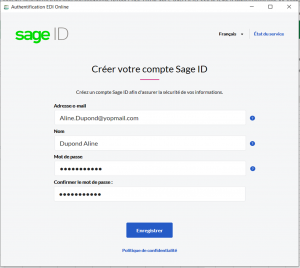 Authentification EDI Online
sage ID
Français
État du service
Créer votre compte Sage ID
Créez un compte Sage ID afin d'assurer la sécurité de vos informations.
Adresse e-mail
Aline.Dupond@yopmail.com
Nom
Dupond Aline
Mot de passe
•••••••••••
Confirmer le mot de passe :
•••••••••••
Enregistrer
Politique de confidentialité